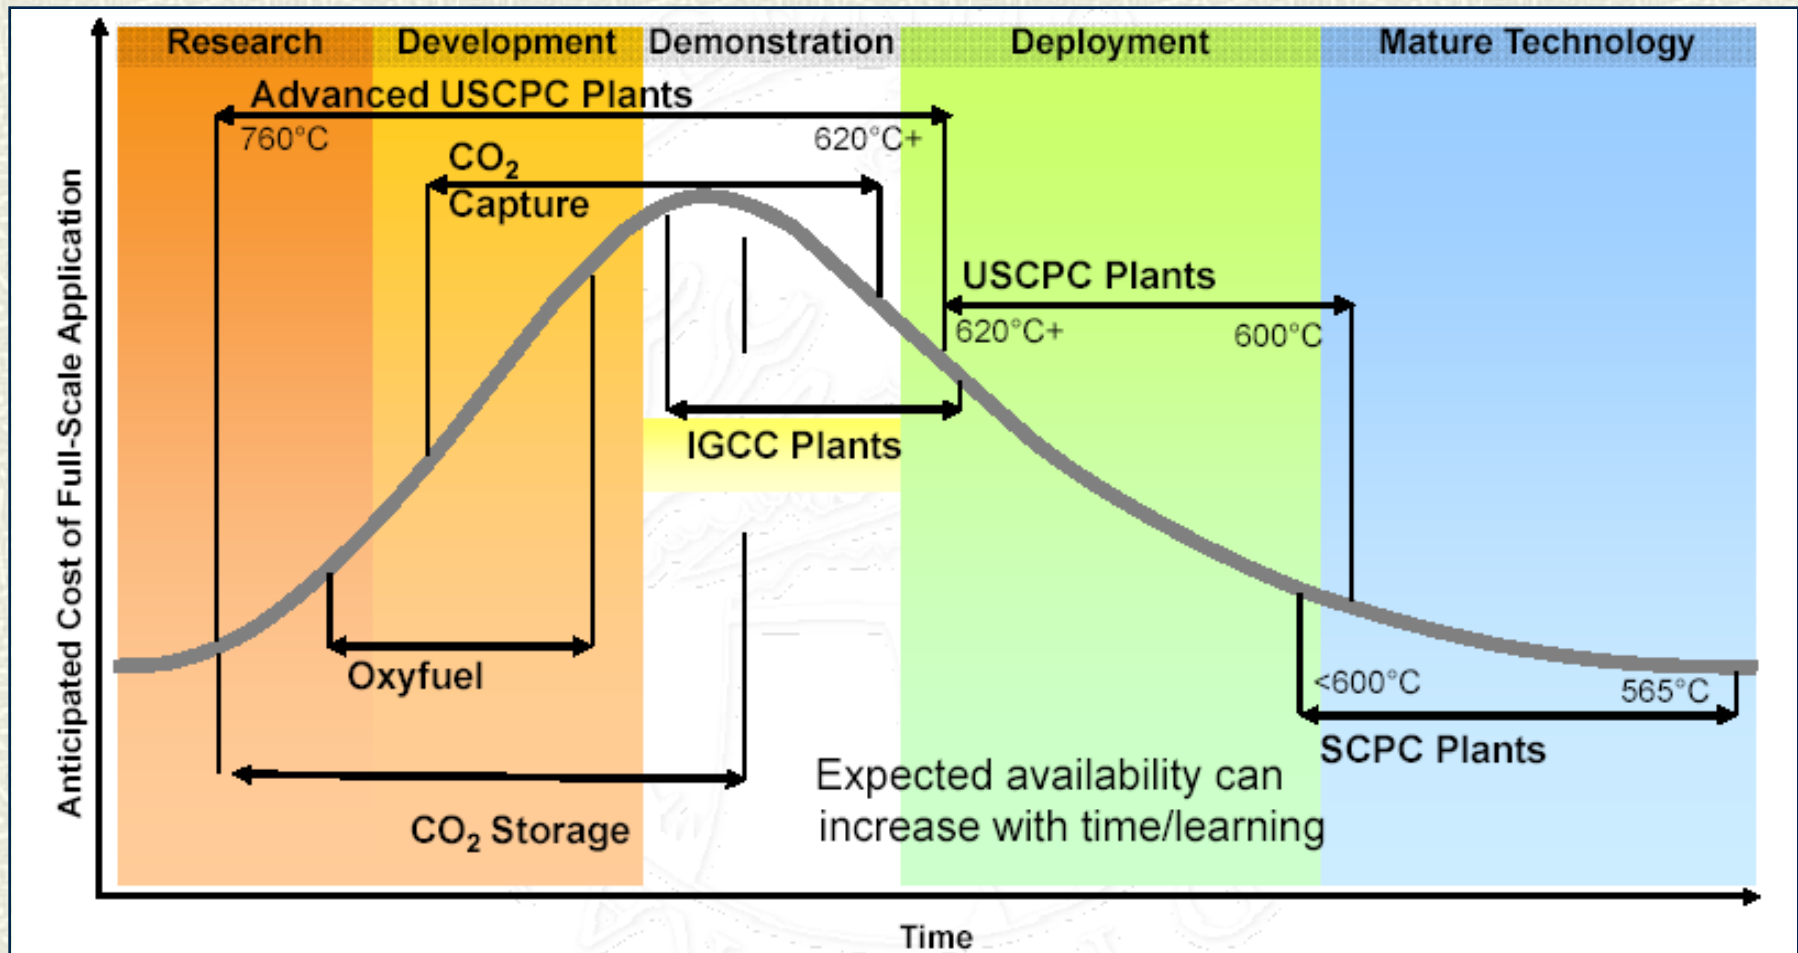 Research Development Demonstration Deployment Mature Technology
Advanced USCPC Plants
760°C 620°C+
CO₂
Capture
USCPC Plants
620°C+ 600°C
IGCC Plants
Oxyfuel
<600°C 565°C
SCPC Plants
CO₂ Storage
Expected availability can
increase with time/learning
Anticipated Cost of Full-Scale Application
Time